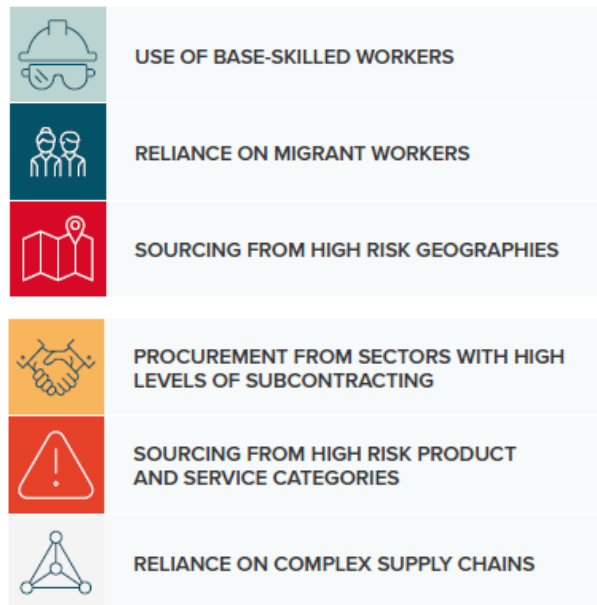 USE OF BASE-SKILLED WORKERS
RELIANCE ON MIGRANT WORKERS
SOURCING FROM HIGH RISK GEOGRAPHIES
PROCUREMENT FROM SECTORS WITH HIGH
LEVELS OF SUBCONTRACTING
SOURCING FROM HIGH RISK PRODUCT
AND SERVICE CATEGORIES
RELIANCE ON COMPLEX SUPPLY CHAINS